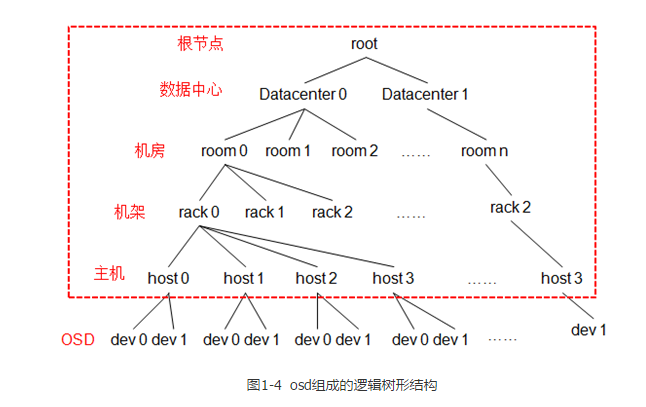 根节点 root
数据中心 Datacenter 0 Datacenter 1
机房 room 0 room 1 room 2 …… room n
机架 rack 0 rack 1 rack 2 …… rack 2
主机 host 0 host 1 host 2 host 3 …… host 3
OSD dev 0 dev 1 dev 0 dev 1 dev 0 dev 1 dev 0 dev 1 …… dev 1
图1-4 osd组成的逻辑树形结构